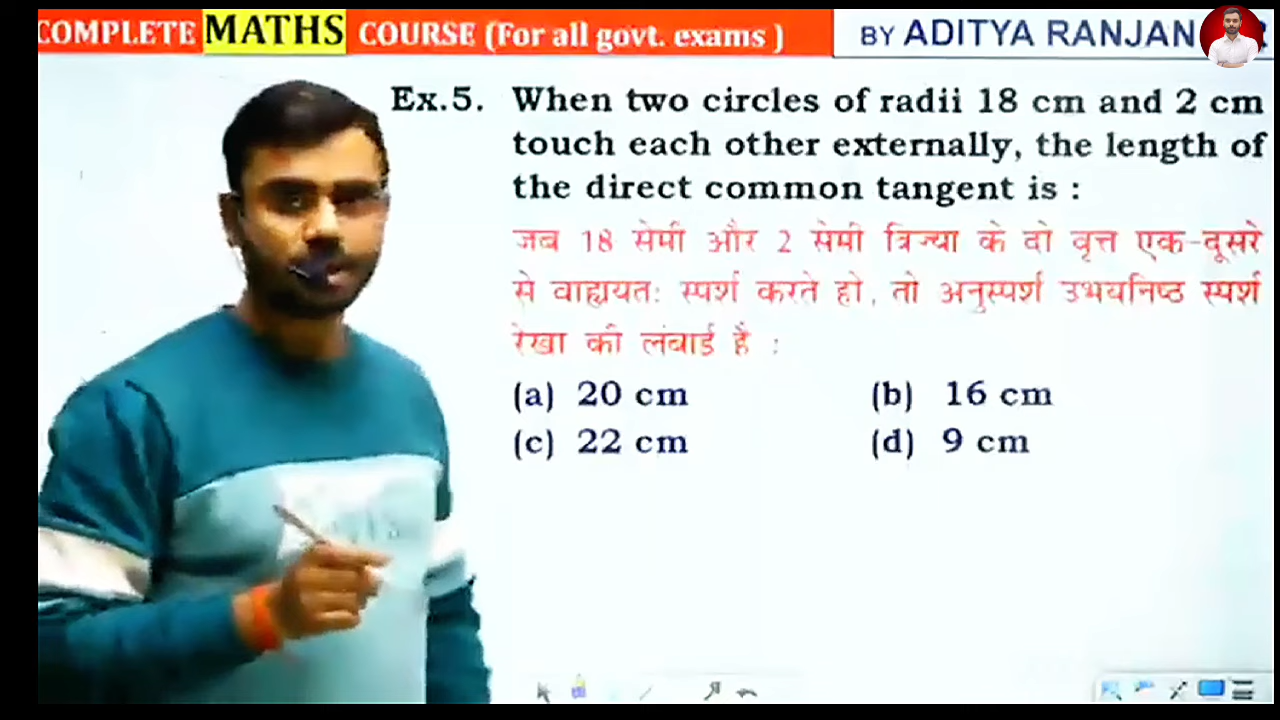 COMPLETE MATHS COURSE (For all govt. exams )
BY ADITYA RANJAN
Ex.5. When two circles of radii 18 cm and 2 cm
touch each other externally, the length of
the direct common tangent is :
जब 18 सेमी और 2 सेमी त्रिज्या के दो वृत्त एक-दूसरे
से वाह्ययतः स्पर्श करते हो, तो अनुस्पर्श उभयनिष्ठ स्पर्श
रेखा की लंबाई है :
(a) 20 cm (b) 16 cm
(c) 22 cm (d) 9 cm